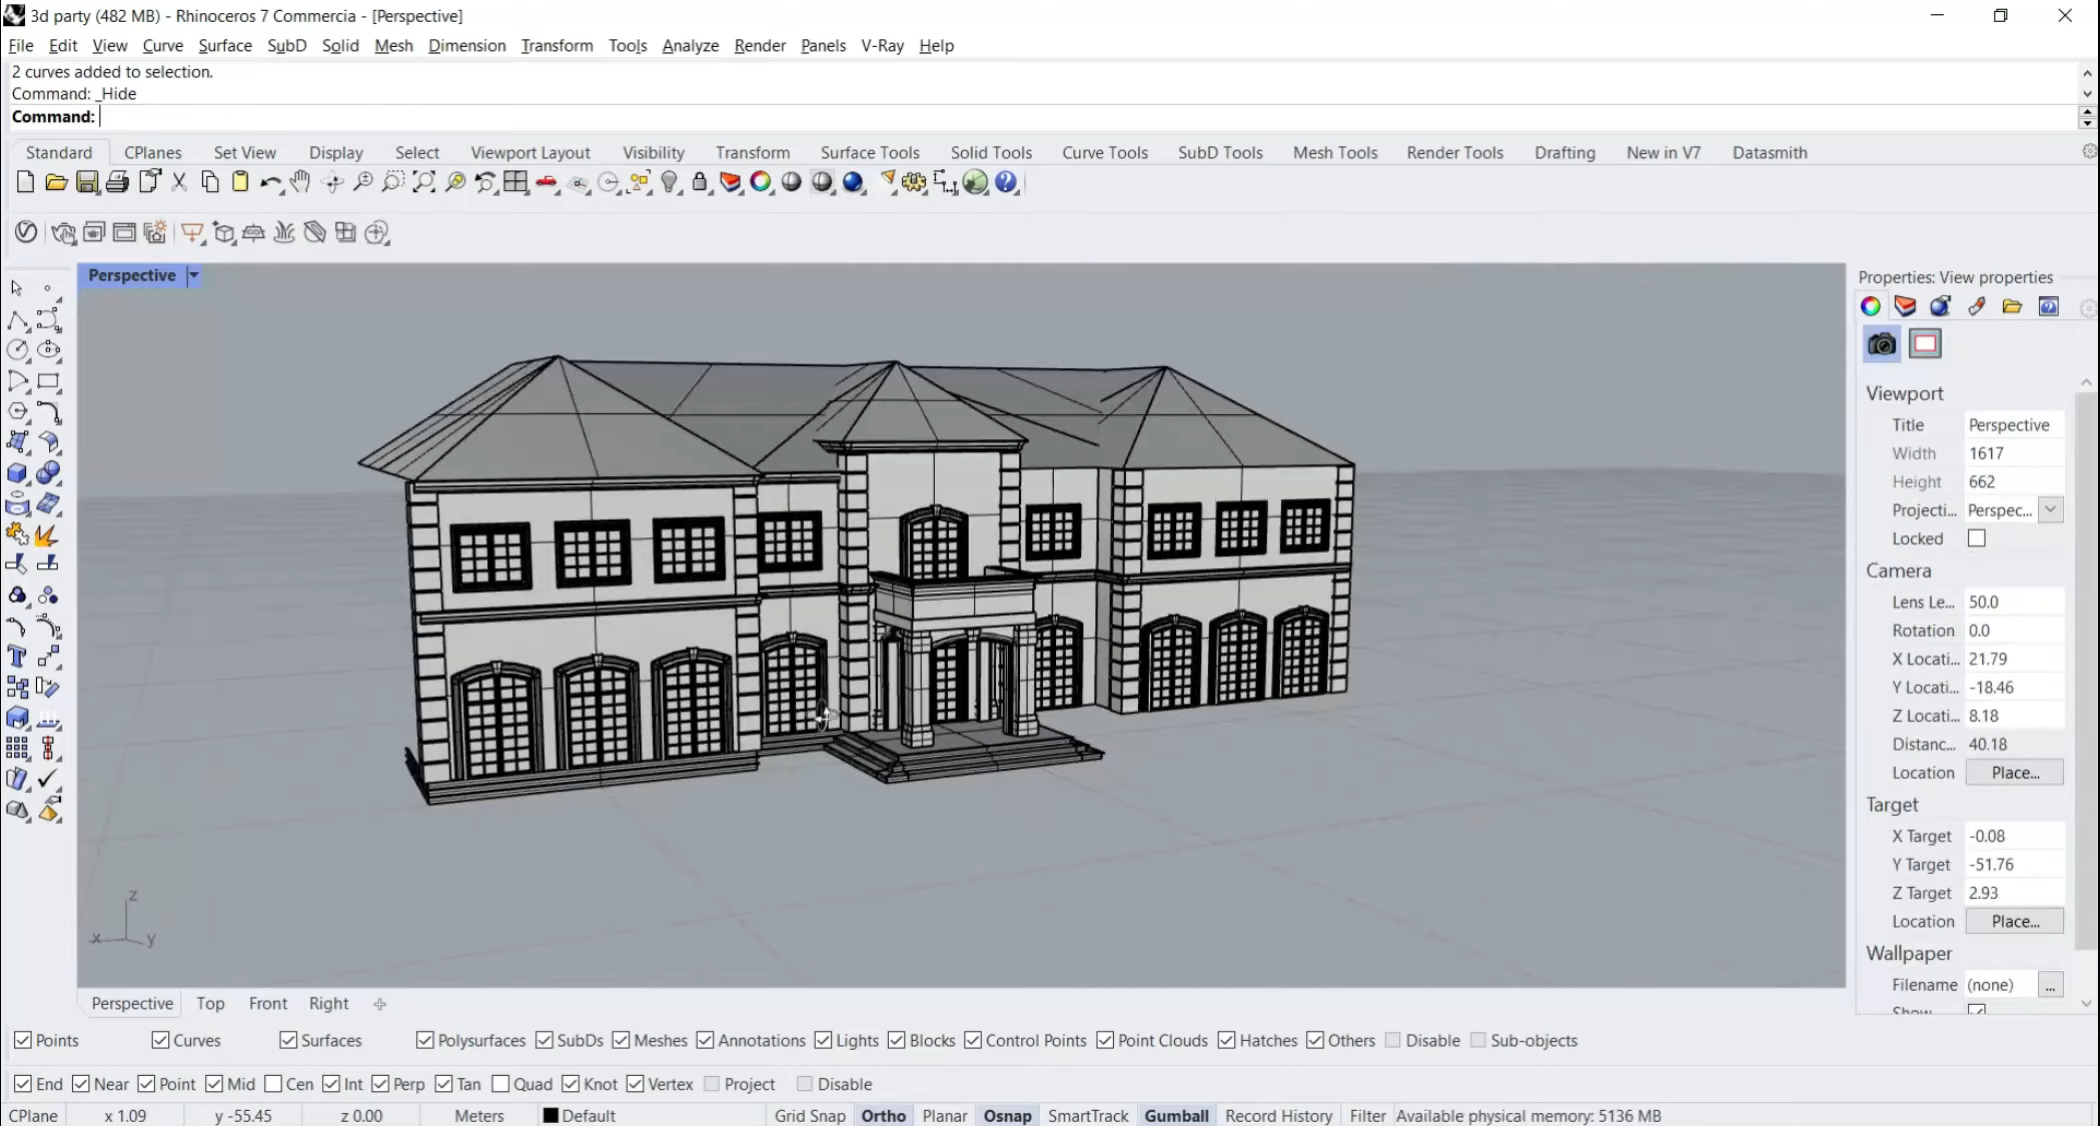 3d party (482 MB) - Rhinoceros 7 Commercia - [Perspective]
File Edit View Curve Surface SubD Solid Mesh Dimension Transform Tools Analyze Render Panels V-Ray Help
2 curves added to selection.
Command: _Hide
Command:
Standard CPlanes Set View Display Select Viewport Layout Visibility Transform Surface Tools Solid Tools Curve Tools SubD Tools Mesh Tools Render Tools Drafting New in V7 Datasmith
Perspective
Properties: View properties
Viewport
Title Perspective
Width 1617
Height 662
Projecti... Perspec...
Locked
Camera
Lens Le... 50.0
Rotation 0.0
X Locati... 21.79
Y Locati... -18.46
Z Locati... 8.18
Distanc... 40.18
Location Place...
Target
X Target -0.08
Y Target -51.76
Z Target 2.93
Location Place...
Wallpaper
Filename (none) ...
Show
z
x y
Perspective Top Front Right
Points Curves Surfaces Polysurfaces SubDs Meshes Annotations Lights Blocks Control Points Point Clouds Hatches Others Disable Sub-objects
End Near Point Mid Cen Int Perp Tan Quad Knot Vertex Project Disable
CPlane x 1.09 y -55.45 z 0.00 Meters Default Grid Snap Ortho Planar Osnap SmartTrack Gumball Record History Filter Available physical memory: 5136 MB